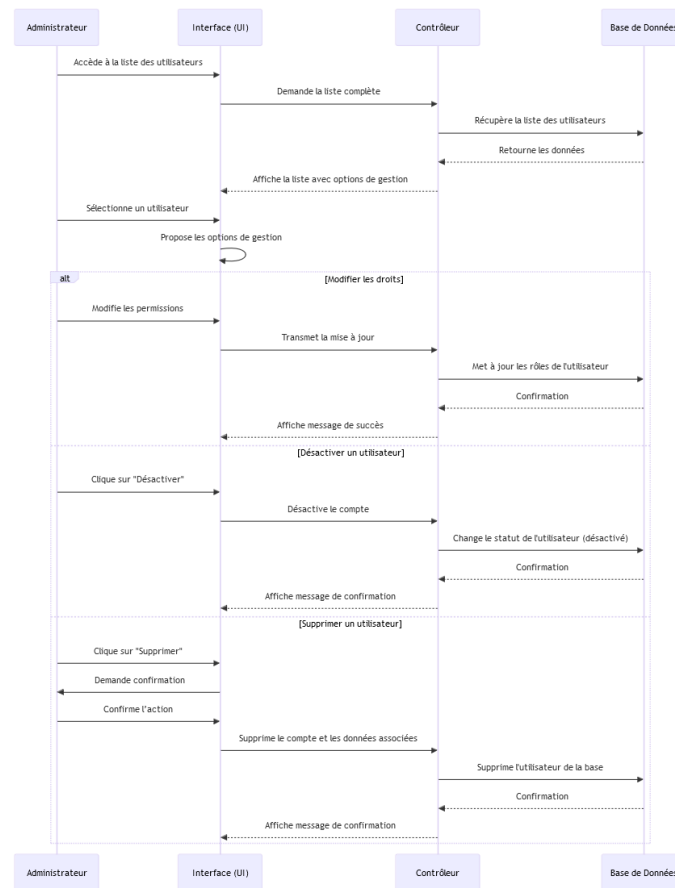 Administrateur
Interface (UI)
Contrôleur
Base de Données
Accède à la liste des utilisateurs
Demande la liste complète
Récupère la liste des utilisateurs
Retourne les données
Affiche la liste avec options de gestion
Sélectionne un utilisateur
Propose les options de gestion
alt
[Modifier les droits]
Modifie les permissions
Transmet la mise à jour
Met à jour les rôles de l'utilisateur
Confirmation
Affiche message de succès
[Désactiver un utilisateur]
Clique sur "Désactiver"
Désactive le compte
Change le statut de l'utilisateur (désactivé)
Confirmation
Affiche message de confirmation
[Supprimer un utilisateur]
Clique sur "Supprimer"
Demande confirmation
Confirme l'action
Supprime le compte et les données associées
Supprime l'utilisateur de la base
Confirmation
Affiche message de confirmation
Administrateur
Interface (UI)
Contrôleur
Base de Données